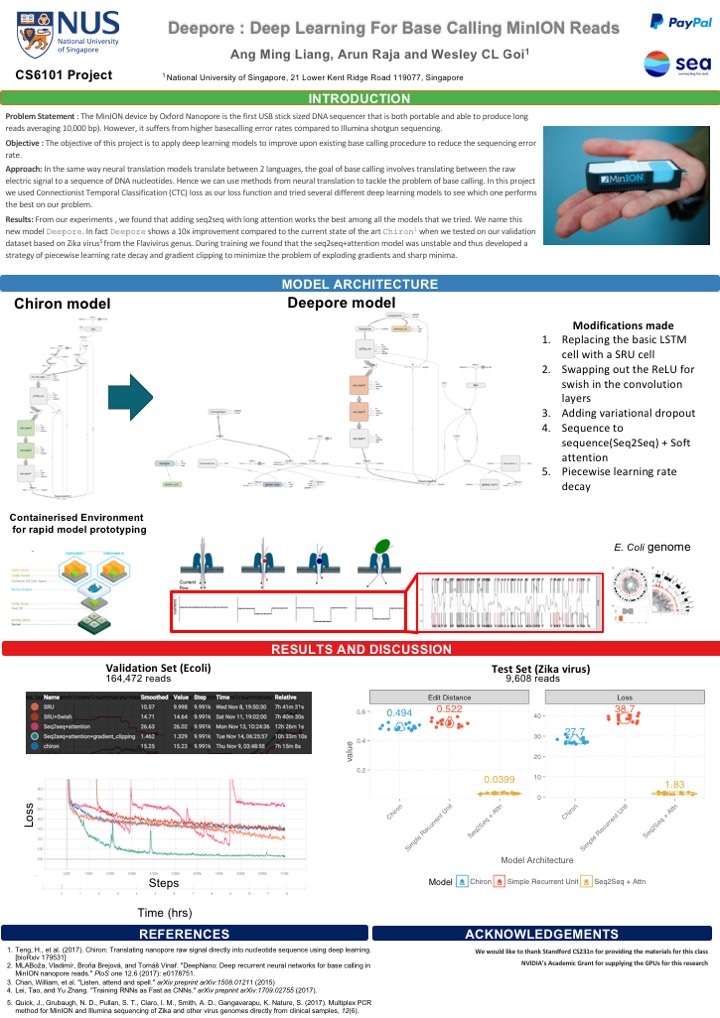 NUS
National University
of Singapore
CS6101 Project
Deepore : Deep Learning For Base Calling MinION Reads
Ang Ming Liang, Arun Raja and Wesley CL Goi1
1 National University of Singapore, 21 Lower Kent Ridge Road 119077, Singapore
PayPal
sea
connecting the dots
INTRODUCTION
Problem Statement : The MinION device by Oxford Nanopore is the first USB stick sized DNA sequencer that is both portable and able to produce long
reads averaging 10,000 bp). However, it suffers from higher basecalling error rates compared to Illumina shotgun sequencing.
Objective : The objective of this project is to apply deep learning models to improve upon existing base calling procedure to reduce the sequencing error
rate.
Approach: In the same way neural translation models translate between 2 languages, the goal of base calling involves translating between the raw
electric signal to a sequence of DNA nucleotides. Hence we can use methods from neural translation to tackle the problem of base calling. In this project
we used Connectionist Temporal Classification (CTC) loss as our loss function and tried several different deep learning models to see which one performs
the best on our problem.
Results: From our experiments , we found that adding seq2seq with long attention works the best among all the models that we tried. We name this
new model Deepore. In fact Deepore shows a 10x improvement compared to the current state of the art Chiron1 when we tested on our validation
dataset based on Zika virus5 from the Flavivirus genus. During training we found that the seq2seq+attention model was unstable and thus developed a
strategy of piecewise learning rate decay and gradient clipping to minimize the problem of exploding gradients and sharp minima.
MinION
MODEL ARCHITECTURE
Chiron model
Deepore model
Modifications made
1. Replacing the basic LSTM
cell with a SRU cell
2. Swapping out the ReLU for
swish in the convolution
layers
3. Adding variational dropout
4. Sequence to
sequence(Seq2Seq) + Soft
attention
5. Piecewise learning rate
decay
Containerised Environment
for rapid model prototyping
Current
flow
Current
E. Coli genome
RESULTS AND DISCUSSION
Validation Set (Ecoli)
164,472 reads
Smoothed Value Step Time Relative
SRU 10.57 9.998 9.991k Wed Nov 8, 19:50:30 7h 41m 31s
SRU+Swish 14.71 14.64 9.991k Sat Nov 11, 19:02:00 7h 40m 30s
Seq2seq+attention 26.63 26.02 9.991k Mon Nov 13, 10:24:36 12h 26m 1s
Seq2seq+attention+gradient_clipping 1.462 1.329 9.991k Tue Nov 14, 06:25:57 10h 33m 10s
chiron 15.25 15.23 9.991k Thu Nov 9, 03:48:58 7h 15m 8s
Loss
Steps
Time (hrs)
Test Set (Zika virus)
9,608 reads
Edit Distance
Loss
value
0.6
0.4
0.2
0.494
0.522
0.0399
40
30
20
10
0
27.7
38.7
1.83
Chiron
Simple Recurrent Unit
Seq2Seq + Attn
Chiron
Simple Recurrent Unit
Seq2Seq + Attn
Model Architecture
Model Chiron Simple Recurrent Unit Seq2Seq + Attn
REFERENCES
1. Teng, H., et al. (2017). Chiron: Translating nanopore raw signal directly into nucleotide sequence using deep learning.
[bioRxiv 179531]
2. MLABoža, Vladimír, Broňa Brejová, and Tomáš Vinař. "DeepNano: Deep recurrent neural networks for base calling in
MinION nanopore reads." PloS one 12.6 (2017): e0178751.
3. Chan, William, et al. "Listen, attend and spell." arXiv preprint arXiv:1508.01211 (2015)
4. Lei, Tao, and Yu Zhang. "Training RNNs as Fast as CNNs." arXiv preprint arXiv:1709.02755 (2017).
5. Quick, J., Grubaugh, N. D., Pullan, S. T., Claro, I. M., Smith, A. D., Gangavarapu, K. Nature, S. (2017). Multiplex PCR
method for MinION and Illumina sequencing of Zika and other virus genomes directly from clinical samples, 12(6).
ACKNOWLEDGEMENTS
We would like to thank Standford CS231n for providing the materials for this class
NVIDIA's Academic Grant for supplying the GPUs for this research